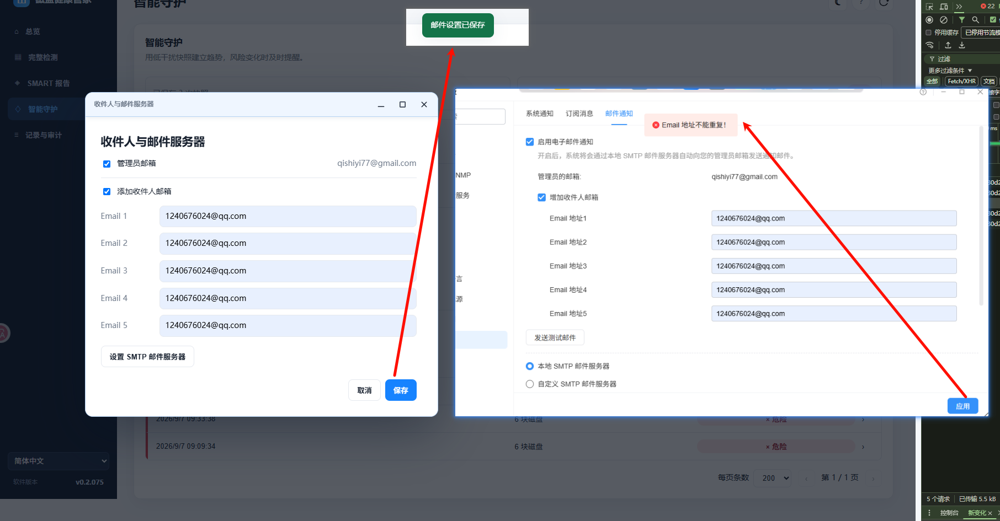 智能守护
总览
完整检测
SMART 报告
智能守护
记录与审计
简体中文
软件版本
v0.2.075
智能守护
用低干扰快照建立趋势，风险变化时及时提醒。
邮件设置已保存
收件人与邮件服务器
收件人与邮件服务器
管理员邮箱
qishiyi77@gmail.com
添加收件人邮箱
Email 1
1240676024@qq.com
Email 2
1240676024@qq.com
Email 3
1240676024@qq.com
Email 4
1240676024@qq.com
Email 5
1240676024@qq.com
设置 SMTP 邮件服务器
取消
保存
NMP
服务
言
源
系统通知
订阅消息
邮件通知
Email 地址不能重复！
启用电子邮件通知
开启后，系统将会通过本地 SMTP 邮件服务器自动向您的管理员邮箱发送通知邮件。
管理员的邮箱:
qishiyi77@gmail.com
增加收件人邮箱
Email 地址1
1240676024@qq.com
Email 地址2
1240676024@qq.com
Email 地址3
1240676024@qq.com
Email 地址4
1240676024@qq.com
Email 地址5
1240676024@qq.com
发送测试邮件
本地 SMTP 邮件服务器
自定义 SMTP 邮件服务器
应用
2026/9/7 09:33:38
6 块磁盘
× 危险
2026/9/7 09:09:34
6 块磁盘
× 危险
每页条数
200
第 1 / 1 页
22
停用缓存
已停用节流模
过滤
更多过滤条件
全部
Fetch/XHR
文档
接字
ms
30d2
30d2
30d2
30d2
5 个请求
已传输 5.5 kB
控制台
新变化